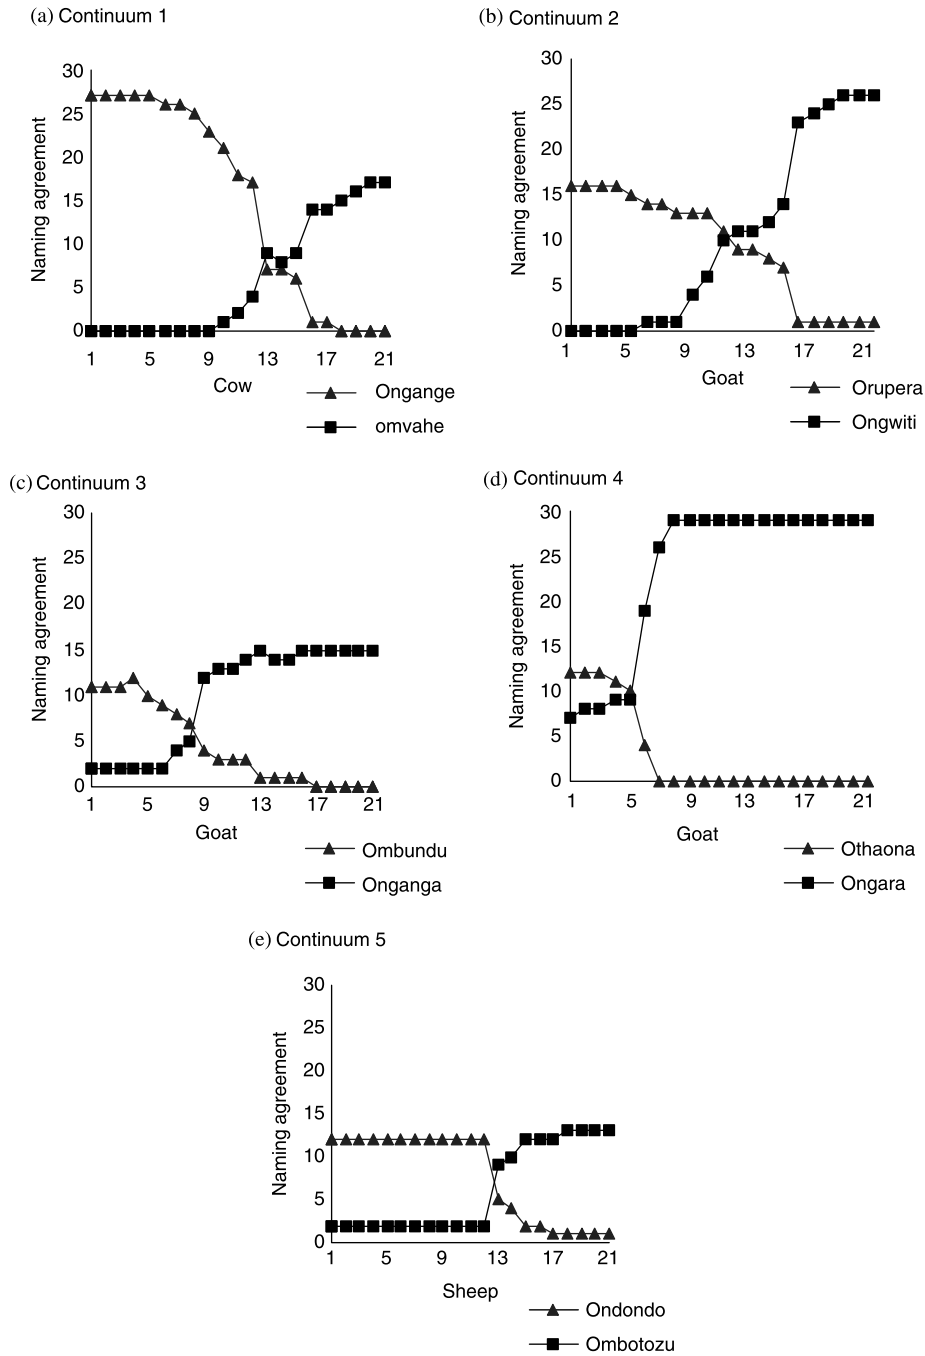 (a) Continuum 1
30
25
20
15
10
5
0
Naming agreement
1 5 9 13 17 21
Cow
Ongange
omvahe
(b) Continuum 2
30
25
20
15
10
5
0
Naming agreement
1 5 9 13 17 21
Goat
Orupera
Ongwiti
(c) Continuum 3
30
25
20
15
10
5
0
Naming agreement
1 5 9 13 17 21
Goat
Ombundu
Onganga
(d) Continuum 4
30
25
20
15
10
5
0
Naming agreement
1 5 9 13 17 21
Goat
Othaona
Ongara
(e) Continuum 5
30
25
20
15
10
5
0
Naming agreement
1 5 9 13 17 21
Sheep
Ondondo
Ombotozu